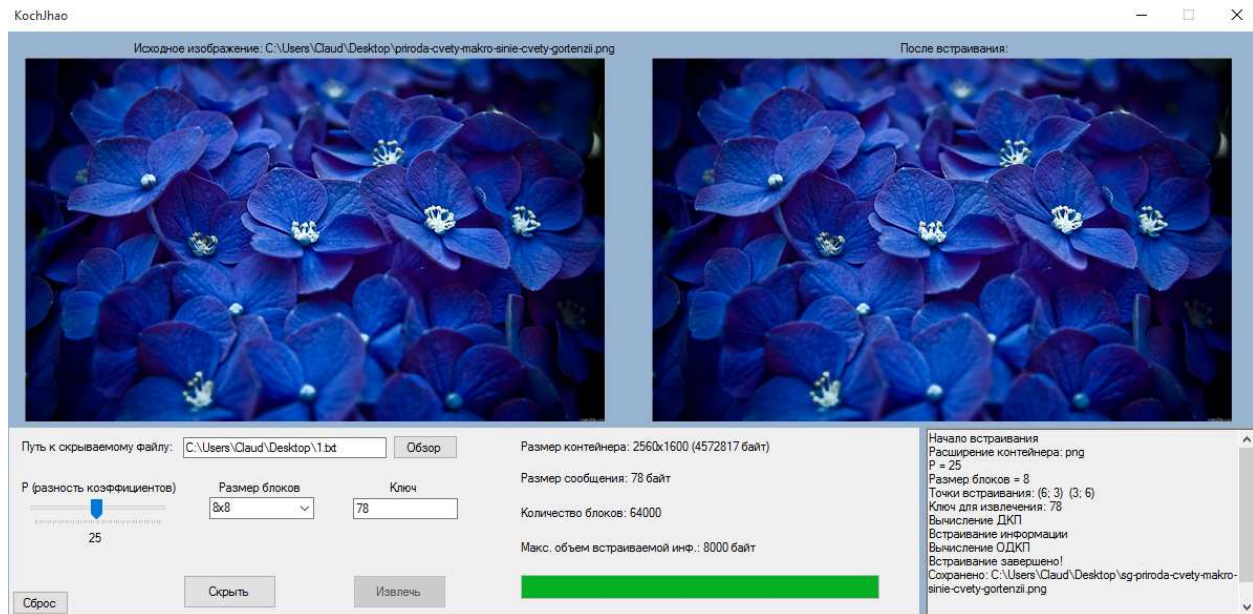 KochJhao
Исходное изображение: C:\Users\Claud\Desktop\priroda-cvety-makro-sinie-cvety-gortenzii.png
После встраивания:
Путь к скрываемому файлу:
C:\Users\Claud\Desktop\1.txt
Обзор
P (разность коэффициентов)
25
Размер блоков
8x8
Ключ
78
Скрыть
Извлечь
Сброс
Размер контейнера: 2560x1600 (4572817 байт)
Размер сообщения: 78 байт
Количество блоков: 64000
Макс. объем встраиваемой инф.: 8000 байт
Начало встраивания
Расширение контейнера: png
P = 25
Размер блоков = 8
Точки встраивания: (6; 3) (3; 6)
Ключ для извлечения: 78
Вычисление ДКП
Встраивание информации
Вычисление ОДКП
Встраивание завершено!
Сохранено: C:\Users\Claud\Desktop\sg-priroda-cvety-makro-
sinie-cvety-gortenzii.png